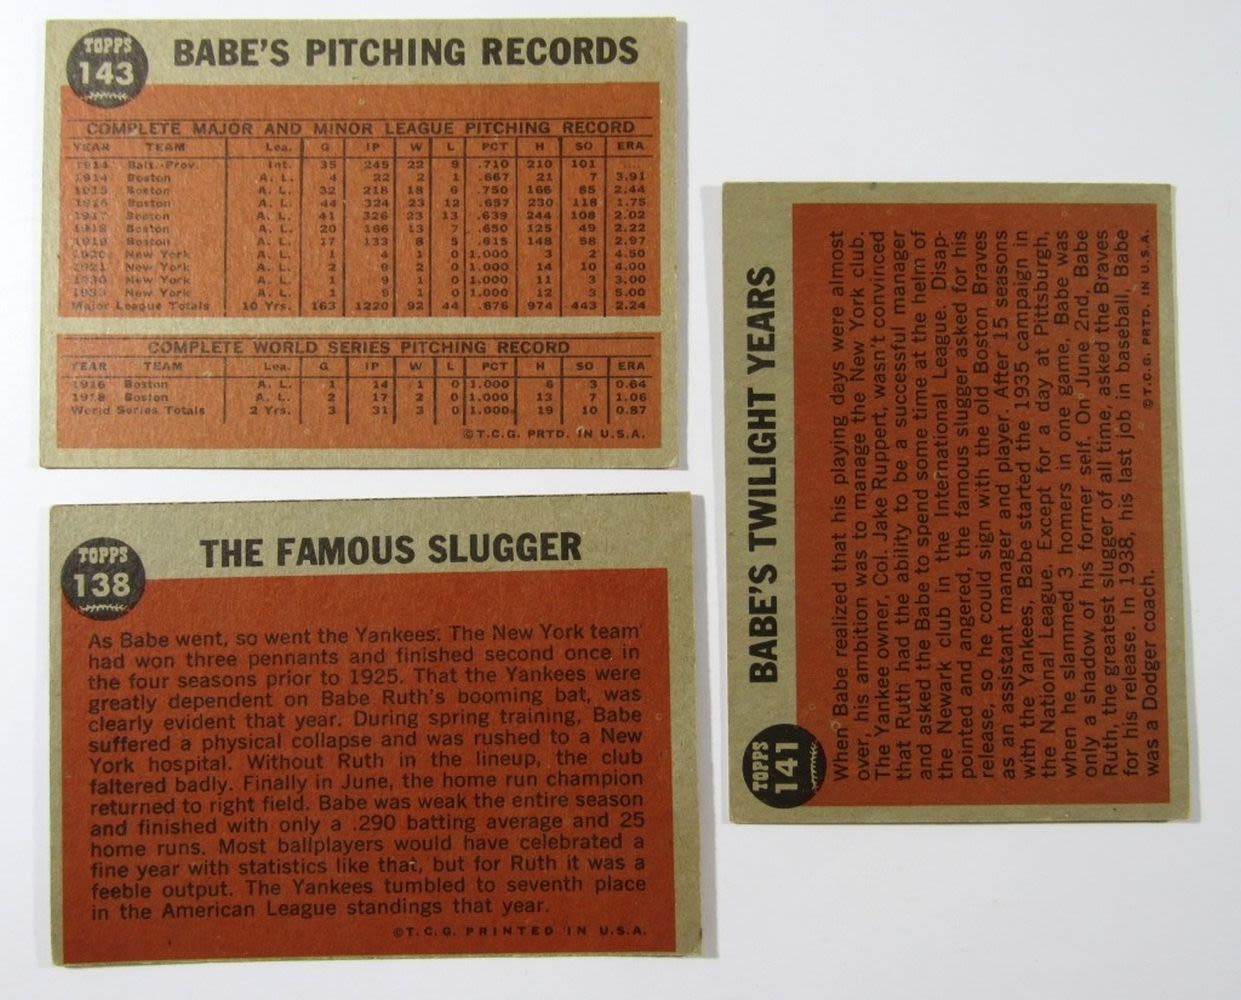 TOPPS
143
BABE'S PITCHING RECORDS
COMPLETE MAJOR AND MINOR LEAGUE PITCHING RECORD
YEAR TEAM Lea. G IP W L PCT H SO ERA
1914 Balt.-Prov. Int. 35 245 22 9 .710 210 101 ....
1914 Boston A. L. 4 22 2 1 .667 21 7 3.91
1915 Boston A. L. 32 218 18 6 .750 166 85 2.44
1916 Boston A. L. 44 324 23 12 .657 230 118 1.75
1917 Boston A. L. 41 326 23 13 .639 244 108 2.02
1918 Boston A. L. 20 166 13 7 .650 125 49 2.22
1919 Boston A. L. 17 133 8 5 .615 148 58 2.97
1920 New York A. L. 1 4 1 0 1.000 3 2 4.50
1921 New York A. L. 2 9 2 0 1.000 14 10 4.00
1930 New York A. L. 1 9 1 0 1.000 11 3 3.00
1933 New York A. L. 1 9 1 0 1.000 12 3 5.00
Major League Totals 10 Yrs. 163 1220 92 44 .676 974 443 2.24
COMPLETE WORLD SERIES PITCHING RECORD
YEAR TEAM Lea. G IP W L PCT H SO ERA
1916 Boston A. L. 1 14 1 0 1.000 6 3 0.64
1918 Boston A. L. 2 17 2 0 1.000 13 7 1.06
World Series Totals 2 Yrs. 3 31 3 0 1.000 19 10 0.87
©T.C.G. PRTD. IN U.S.A.
TOPPS
138
THE FAMOUS SLUGGER
As Babe went, so went the Yankees. The New York team
had won three pennants and finished second once in
the four seasons prior to 1925. That the Yankees were
greatly dependent on Babe Ruth's booming bat, was
clearly evident that year. During spring training, Babe
suffered a physical collapse and was rushed to a New
York hospital. Without Ruth in the lineup, the club
faltered badly. Finally in June, the home run champion
returned to right field. Babe was weak the entire season
and finished with only a .290 batting average and 25
home runs. Most ballplayers would have celebrated a
fine year with statistics like that, but for Ruth it was a
feeble output. The Yankees tumbled to seventh place
in the American League standings that year.
©T.C.G. PRINTED IN U.S.A.
TOPPS
141
BABE'S TWILIGHT YEARS
When Babe realized that his playing days were almost
over, his ambition was to manage the New York club.
The Yankee owner, Col. Jake Ruppert, wasn't convinced
that Ruth had the ability to be a successful manager
and asked the Babe to spend some time at the helm of
the Newark club in the International League. Disap-
pointed and angered, the famous slugger asked for his
release, so he could sign with the old Boston Braves
as an assistant manager and player. After 15 seasons
with the Yankees, Babe started the 1935 campaign in
the National League. Except for a day at Pittsburgh,
when he slammed 3 homers in one game, Babe was
only a shadow of his former self. On June 2nd, Babe
Ruth, the greatest slugger of all time, asked the Braves
for his release. In 1938, his last job in baseball, Babe
was a Dodger coach.
©T.C.G. PRTD. IN U.S.A.